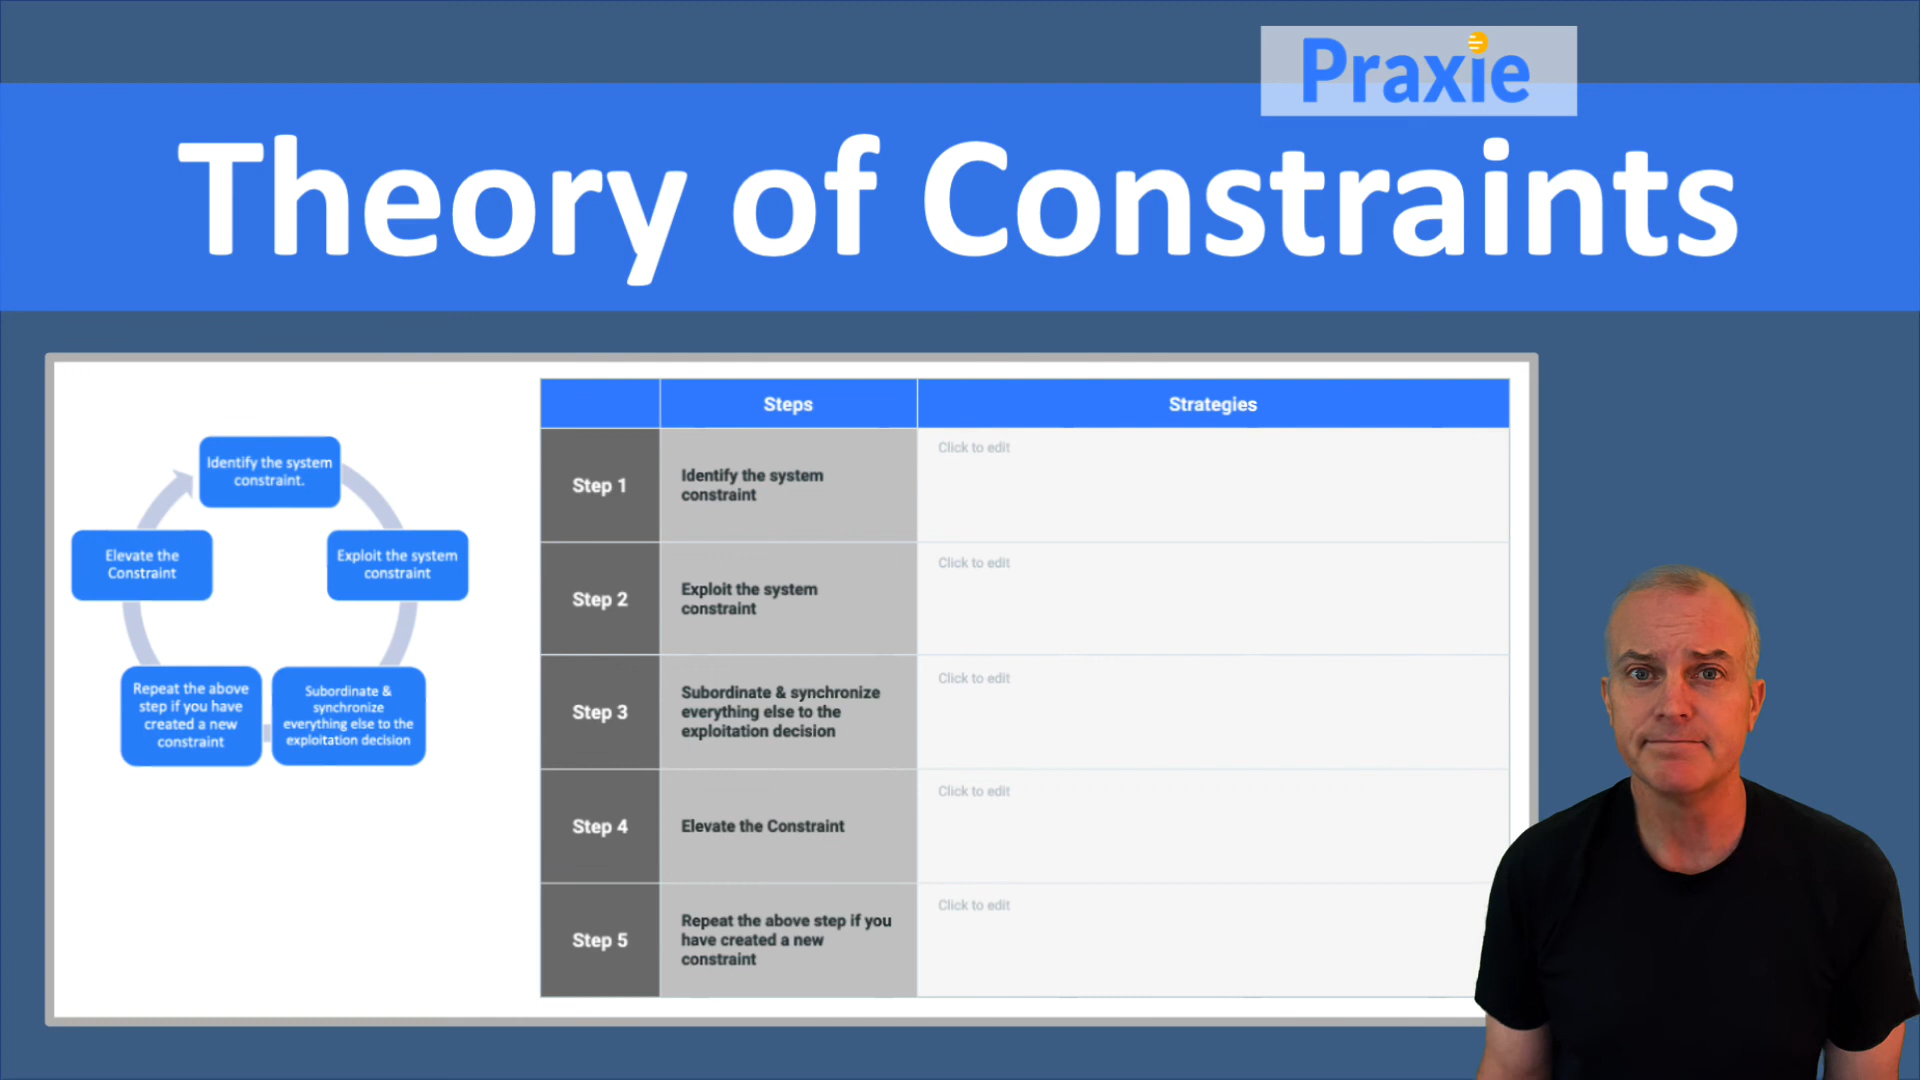 Praxie
Theory of Constraints
Identify the system
constraint.
Elevate the
Constraint
Exploit the system
constraint
Repeat the above
step if you have
created a new
constraint
Subordinate &
synchronize
everything else to the
exploitation decision
Steps
Strategies
Step 1
Identify the system
constraint
Click to edit
Step 2
Exploit the system
constraint
Click to edit
Step 3
Subordinate & synchronize
everything else to the
exploitation decision
Click to edit
Step 4
Elevate the Constraint
Click to edit
Step 5
Repeat the above step if you
have created a new
constraint
Click to edit